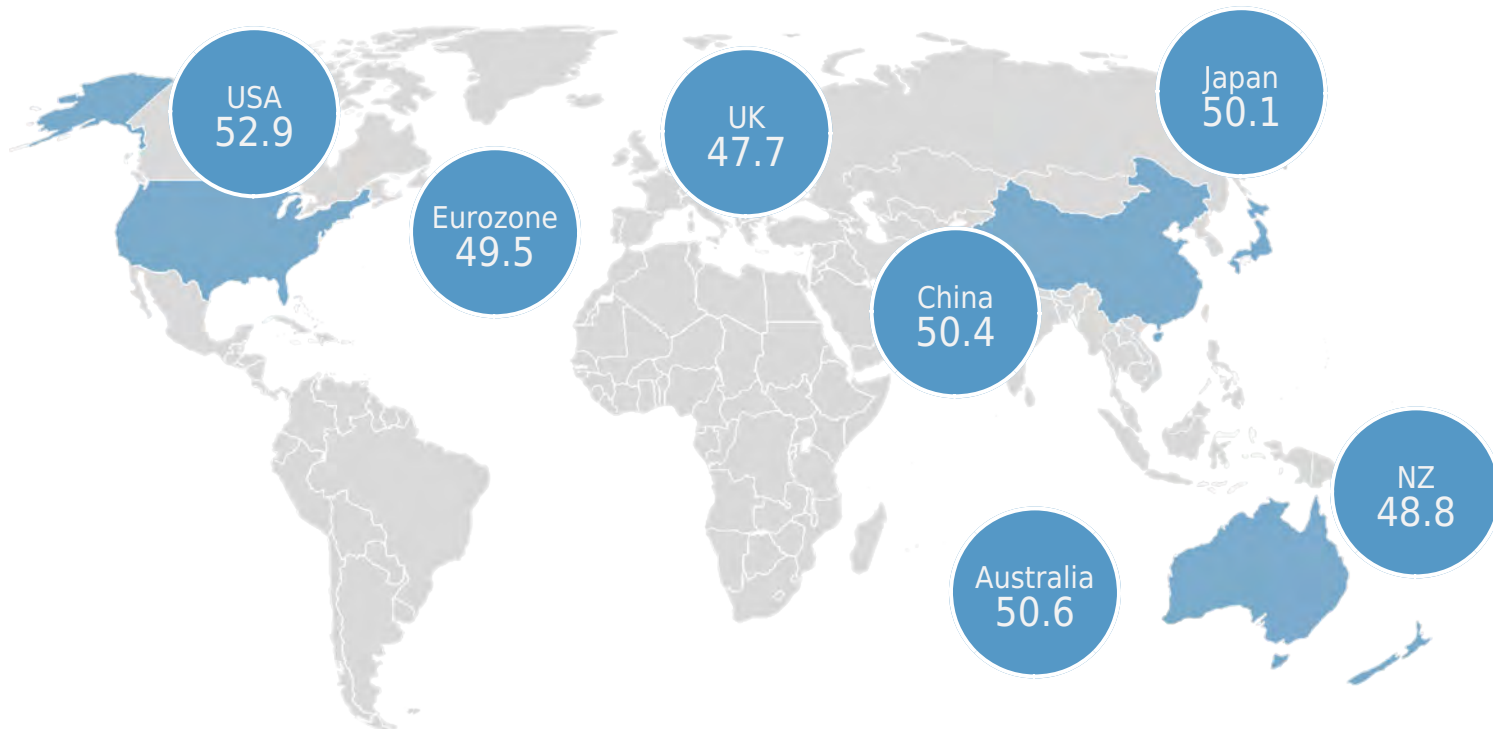 USA
52.9
UK
47.7
Japan
50.1
Eurozone
49.5
China
50.4
NZ
48.8
Australia
50.6